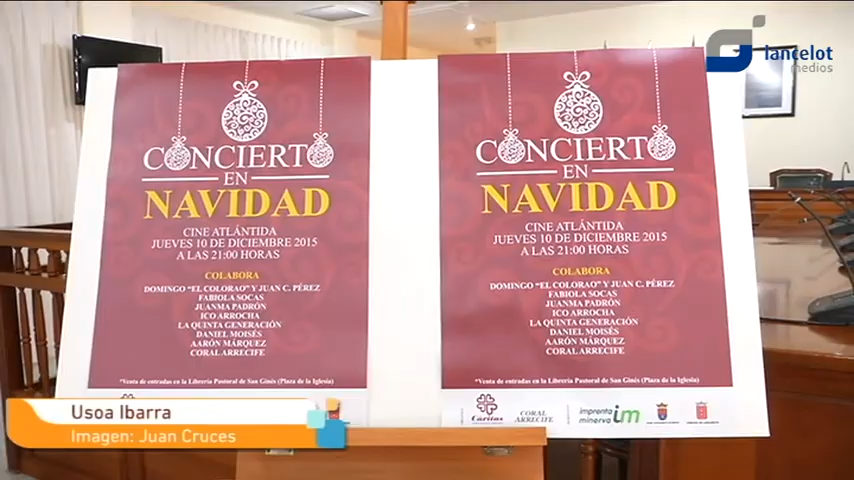 lancelot
medios
CONCIERTO
EN
NAVIDAD
CINE ATLÁNTIDA
JUEVES 10 DE DICIEMBRE 2015
A LAS 21:00 HORAS
COLABORA
DOMINGO "EL COLORAO" Y JUAN C. PÉREZ
FABIOLA SOCAS
JUANMA PADRÓN
ICO ARROCHA
LA QUINTA GENERACIÓN
DANIEL MOISÉS
AARÓN MÁRQUEZ
CORAL ARRECIFE
*Venta de entradas en la Librería Pastoral de San Ginés (Plaza de la Iglesia)
CONCIERTO
EN
NAVIDAD
CINE ATLÁNTIDA
JUEVES 10 DE DICIEMBRE 2015
A LAS 21:00 HORAS
COLABORA
DOMINGO "EL COLORAO" Y JUAN C. PÉREZ
FABIOLA SOCAS
JUANMA PADRÓN
ICO ARROCHA
LA QUINTA GENERACIÓN
DANIEL MOISÉS
AARÓN MÁRQUEZ
CORAL ARRECIFE
*Venta de entradas en la Librería Pastoral de San Ginés (Plaza de la Iglesia)
Cáritas
CORAL
ARRECIFE
imprenta
minerva im
Usoa Ibarra
Imagen: Juan Cruces